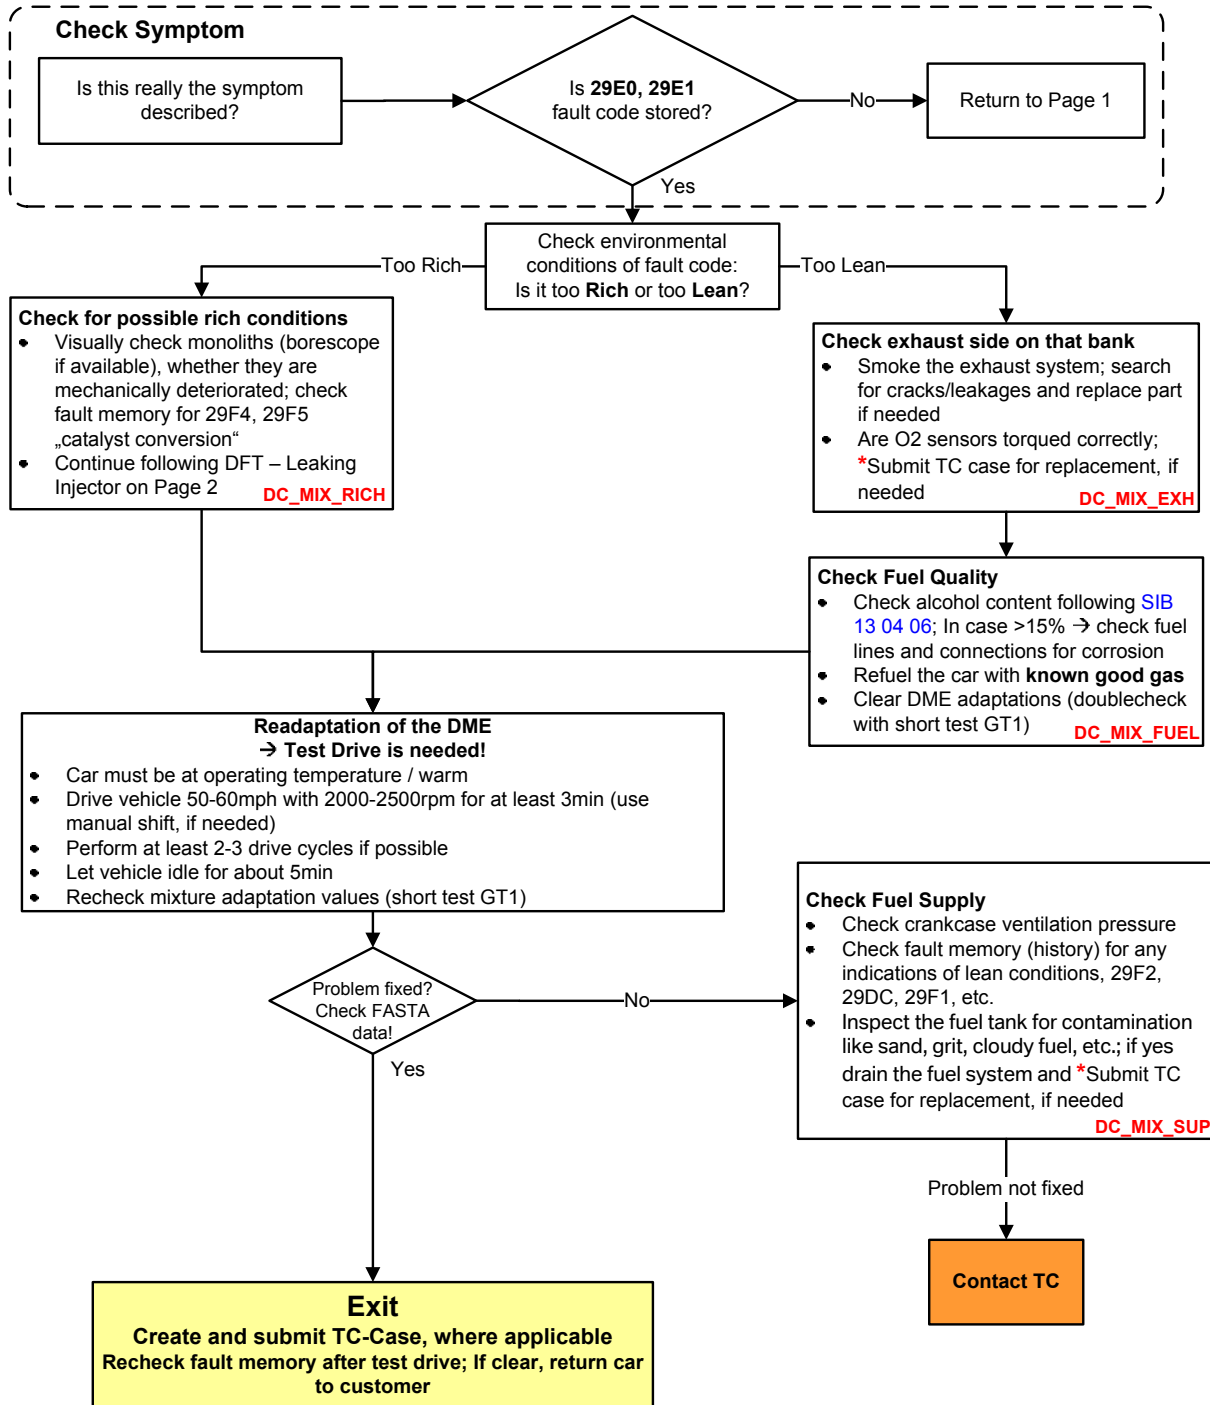 Check Symptom
Is this really the symptom
described?
Is 29E0, 29E1
fault code stored?
No
Return to Page 1
Yes
Check environmental
conditions of fault code:
Is it too Rich or too Lean?
Too Rich
Too Lean
Check for possible rich conditions
• Visually check monoliths (borescope
if available), whether they are
mechanically deteriorated; check
fault memory for 29F4, 29F5
„catalyst conversion“
• Continue following DFT – Leaking
Injector on Page 2
DC_MIX_RICH
Check exhaust side on that bank
• Smoke the exhaust system; search
for cracks/leakages and replace part
if needed
• Are O2 sensors torqued correctly;
*Submit TC case for replacement, if
needed
DC_MIX_EXH
Check Fuel Quality
• Check alcohol content following SIB
13 04 06; In case >15% → check fuel
lines and connections for corrosion
• Refuel the car with known good gas
• Clear DME adaptations (doublecheck
with short test GT1)
DC_MIX_FUEL
Readaptation of the DME
→ Test Drive is needed!
• Car must be at operating temperature / warm
• Drive vehicle 50-60mph with 2000-2500rpm for at least 3min (use
manual shift, if needed)
• Perform at least 2-3 drive cycles if possible
• Let vehicle idle for about 5min
• Recheck mixture adaptation values (short test GT1)
Problem fixed?
Check FASTA
data!
No
Yes
Check Fuel Supply
• Check crankcase ventilation pressure
• Check fault memory (history) for any
indications of lean conditions, 29F2,
29DC, 29F1, etc.
• Inspect the fuel tank for contamination
like sand, grit, cloudy fuel, etc.; if yes
drain the fuel system and *Submit TC
case for replacement, if needed
DC_MIX_SUP
Problem not fixed
Contact TC
Exit
Create and submit TC-Case, where applicable
Recheck fault memory after test drive; If clear, return car
to customer